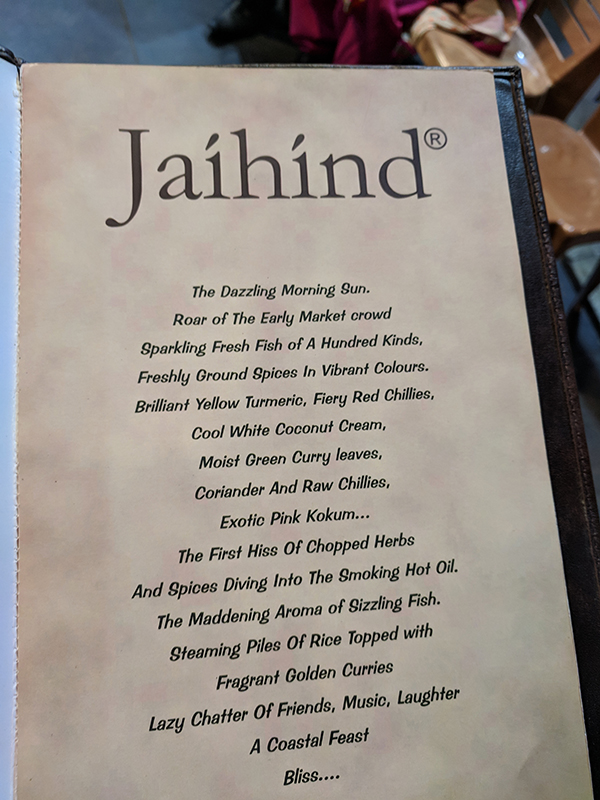 Jaíhínd®
The Dazzling Morning Sun.
Roar of The Early Market crowd
Sparkling Fresh Fish of A Hundred Kinds,
Freshly Ground Spices In Vibrant Colours.
Brilliant Yellow Turmeric, Fiery Red Chillies,
Cool White Coconut Cream,
Moist Green Curry leaves,
Coriander And Raw Chillies,
Exotic Pink Kokum...
The First Hiss Of Chopped Herbs
And Spices Diving Into The Smoking Hot Oil.
The Maddening Aroma of Sizzling Fish.
Steaming Piles Of Rice Topped with
Fragrant Golden Curries
Lazy Chatter Of Friends, Music, Laughter
A Coastal Feast
Bliss....